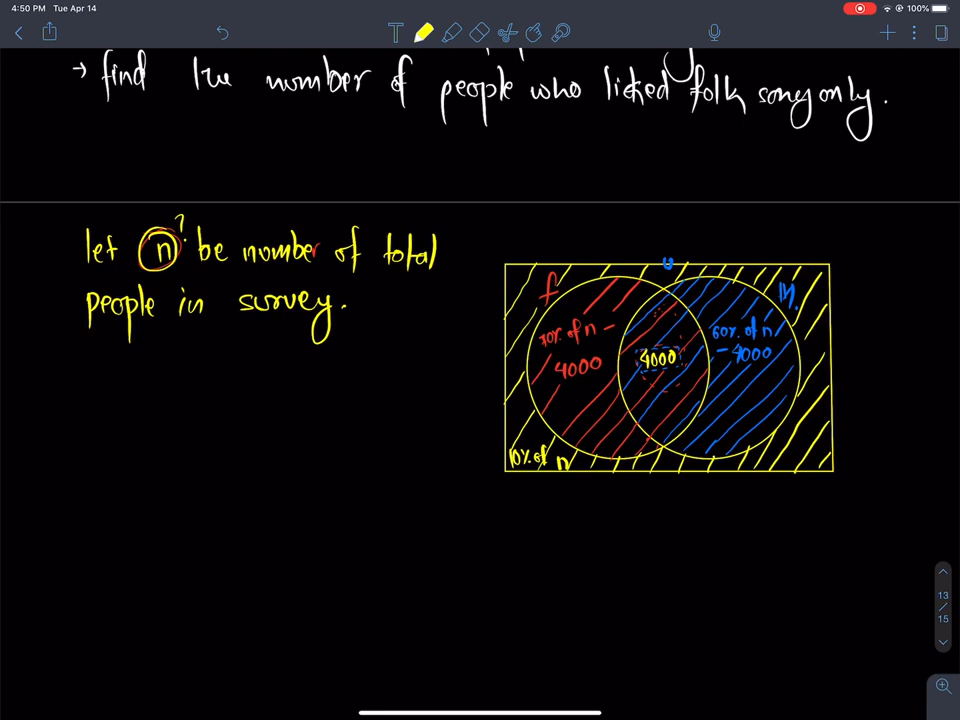 4:50 PM Tue Apr 14
100%
T
→ find the number of people who licked folk song only.
let n ? be number of total
people in survey.
U
f
H.
70% of n -
4000
4000
60% of n
- 4000
10% of n
13
/
15